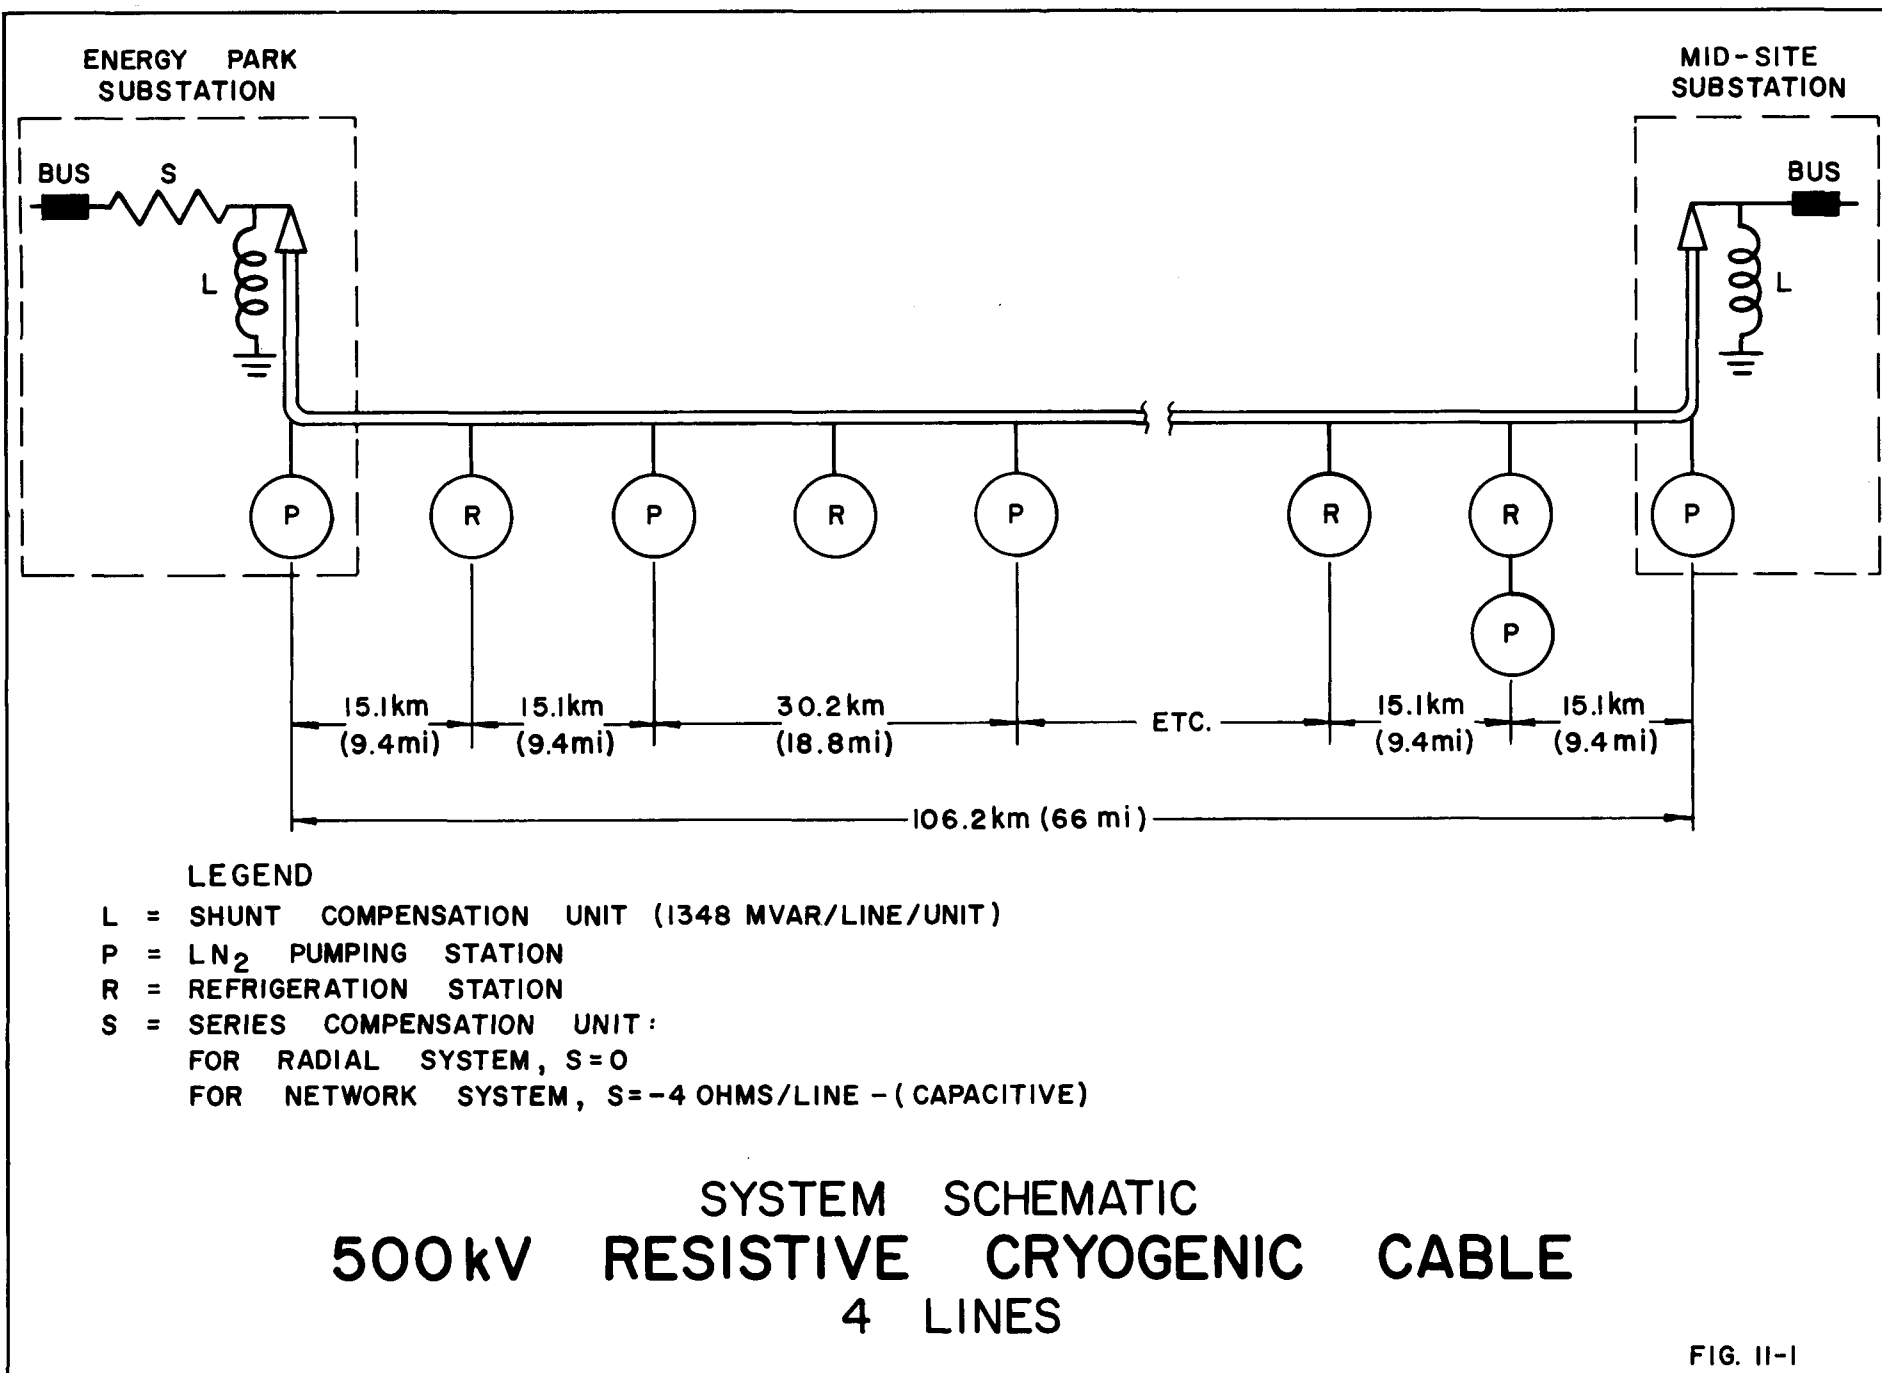 ENERGY PARK
SUBSTATION
MID-SITE
SUBSTATION
BUS
S
BUS
L
L
P
R
P
R
P
R
R
P
P
15.1km
(9.4mi)
15.1km
(9.4mi)
30.2km
(18.8mi)
ETC.
15.1km
(9.4mi)
15.1km
(9.4mi)
106.2km (66 mi)
LEGEND
L = SHUNT COMPENSATION UNIT (1348 MVAR/LINE/UNIT)
P = LN2 PUMPING STATION
R = REFRIGERATION STATION
S = SERIES COMPENSATION UNIT:
FOR RADIAL SYSTEM, S=0
FOR NETWORK SYSTEM, S=-4 OHMS/LINE-(CAPACITIVE)
SYSTEM SCHEMATIC
500kV RESISTIVE CRYOGENIC CABLE
4 LINES
FIG. II-I